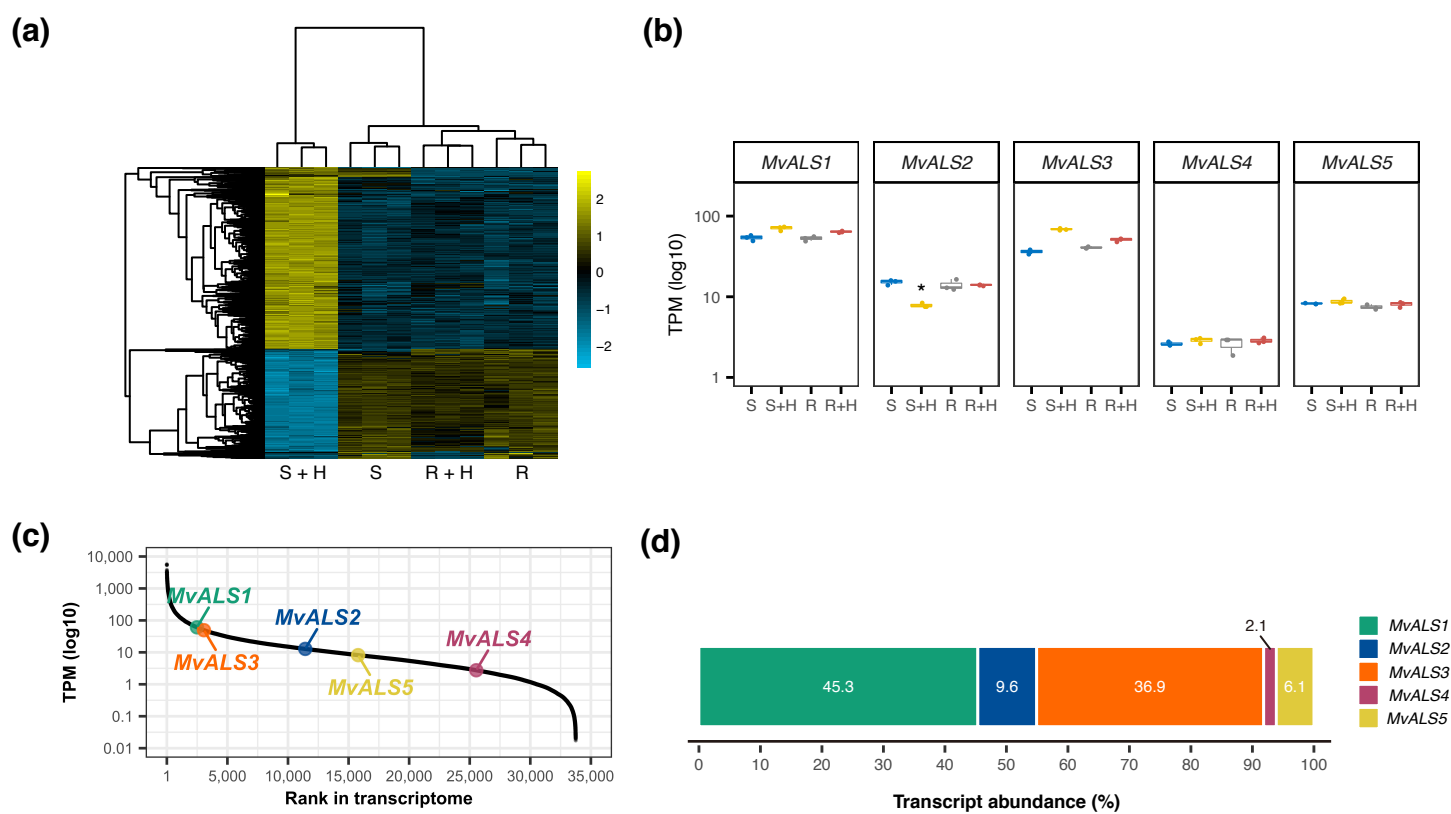 (a)
2
1
0
−1
−2
S + H S R + H R
(b)
MvALS1 MvALS2 MvALS3 MvALS4 MvALS5
TPM (log10)
100
10
1
*
S S+H R R+H S S+H R R+H S S+H R R+H S S+H R R+H S S+H R R+H
(c)
TPM (log10)
10,000
1,000
100
10
1
0.1
0.01
MvALS1
MvALS2
MvALS3
MvALS4
MvALS5
1 5,000 10,000 15,000 20,000 25,000 30,000 35,000
Rank in transcriptome
(d)
2.1
45.3 9.6 36.9 6.1
0 10 20 30 40 50 60 70 80 90 100
Transcript abundance (%)
MvALS1
MvALS2
MvALS3
MvALS4
MvALS5